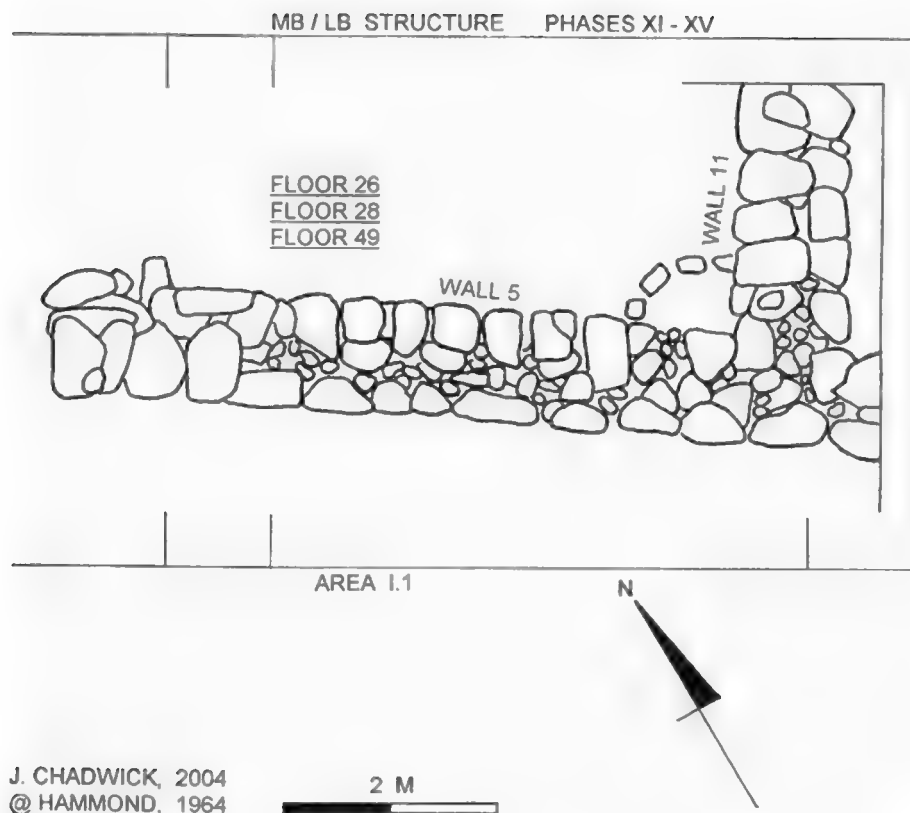 MB / LB STRUCTURE PHASES XI - XV
FLOOR 26
FLOOR 28
FLOOR 49
WALL 11
WALL 5
AREA I.1
N
J. CHADWICK, 2004
@ HAMMOND, 1964
2 M